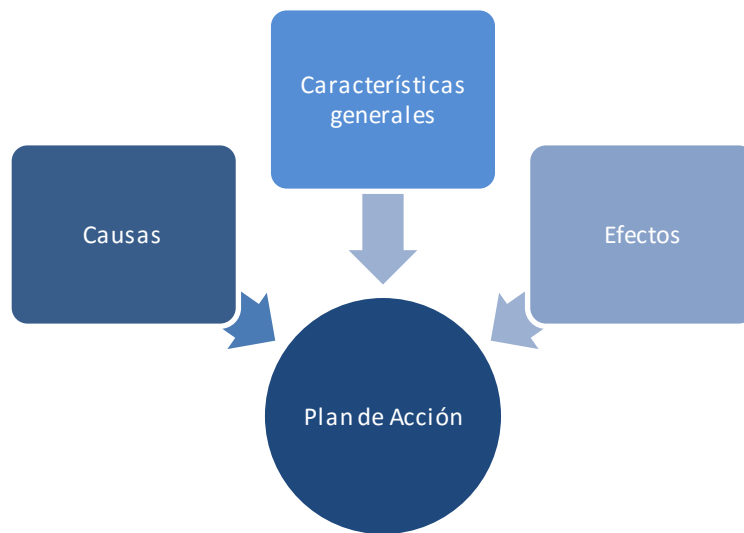 Características
generales
Causas
Efectos
Plan de Acción